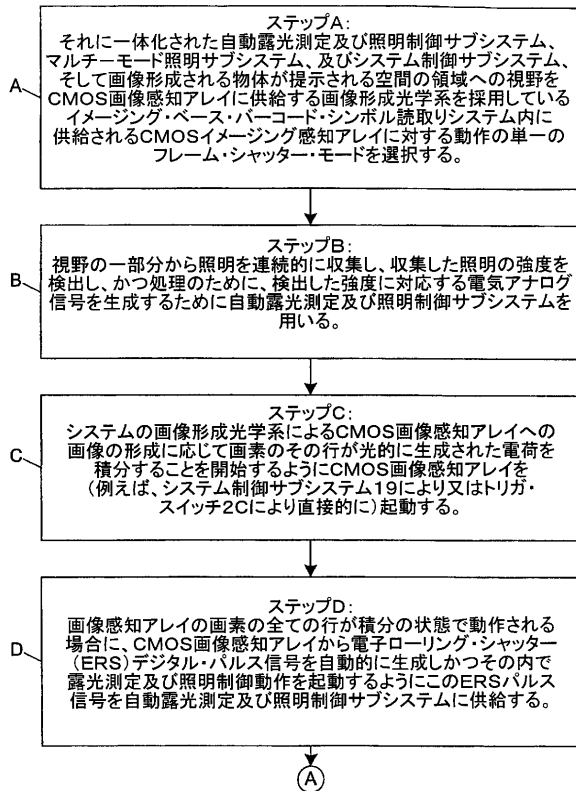 ステップA:
それに一体化された自動露光測定及び照明制御サブシステム、
マルチ－モード照明サブシステム、及びシステム制御サブシステム、
そして画像形成される物体が提示される空間の領域への視野を
CMOS画像感知アレイに供給する画像形成光学系を採用している
イメージング・ベース・バーコード・シンボル読取りシステム内に
供給されるCMOSイメージング感知アレイに対する動作の単一の
フレーム・シャッター・モードを選択する。
A
ステップB:
視野の一部分から照明を連続的に収集し、収集した照明の強度を
検出し、かつ処理のために、検出した強度に対応する電気アナログ
信号を生成するために自動露光測定及び照明制御サブシステムを
用いる。
B
ステップC:
システムの画像形成光学系によるCMOS画像感知アレイへの
画像の形成に応じて画素のその行が光的に生成された電荷を
積分することを開始するようにCMOS画像感知アレイを
(例えば、システム制御サブシステム19により又はトリガ・
スイッチ2Cにより直接的に)起動する。
C
ステップD:
画像感知アレイの画素の全ての行が積分の状態で動作される
場合に、CMOS画像感知アレイから電子ローリング・シャッター
(ERS)デジタル・パルス信号を自動的に生成しかつその内で
露光測定及び照明制御動作を起動するようにこのERSパルス
信号を自動露光測定及び照明制御サブシステムに供給する。
D
A